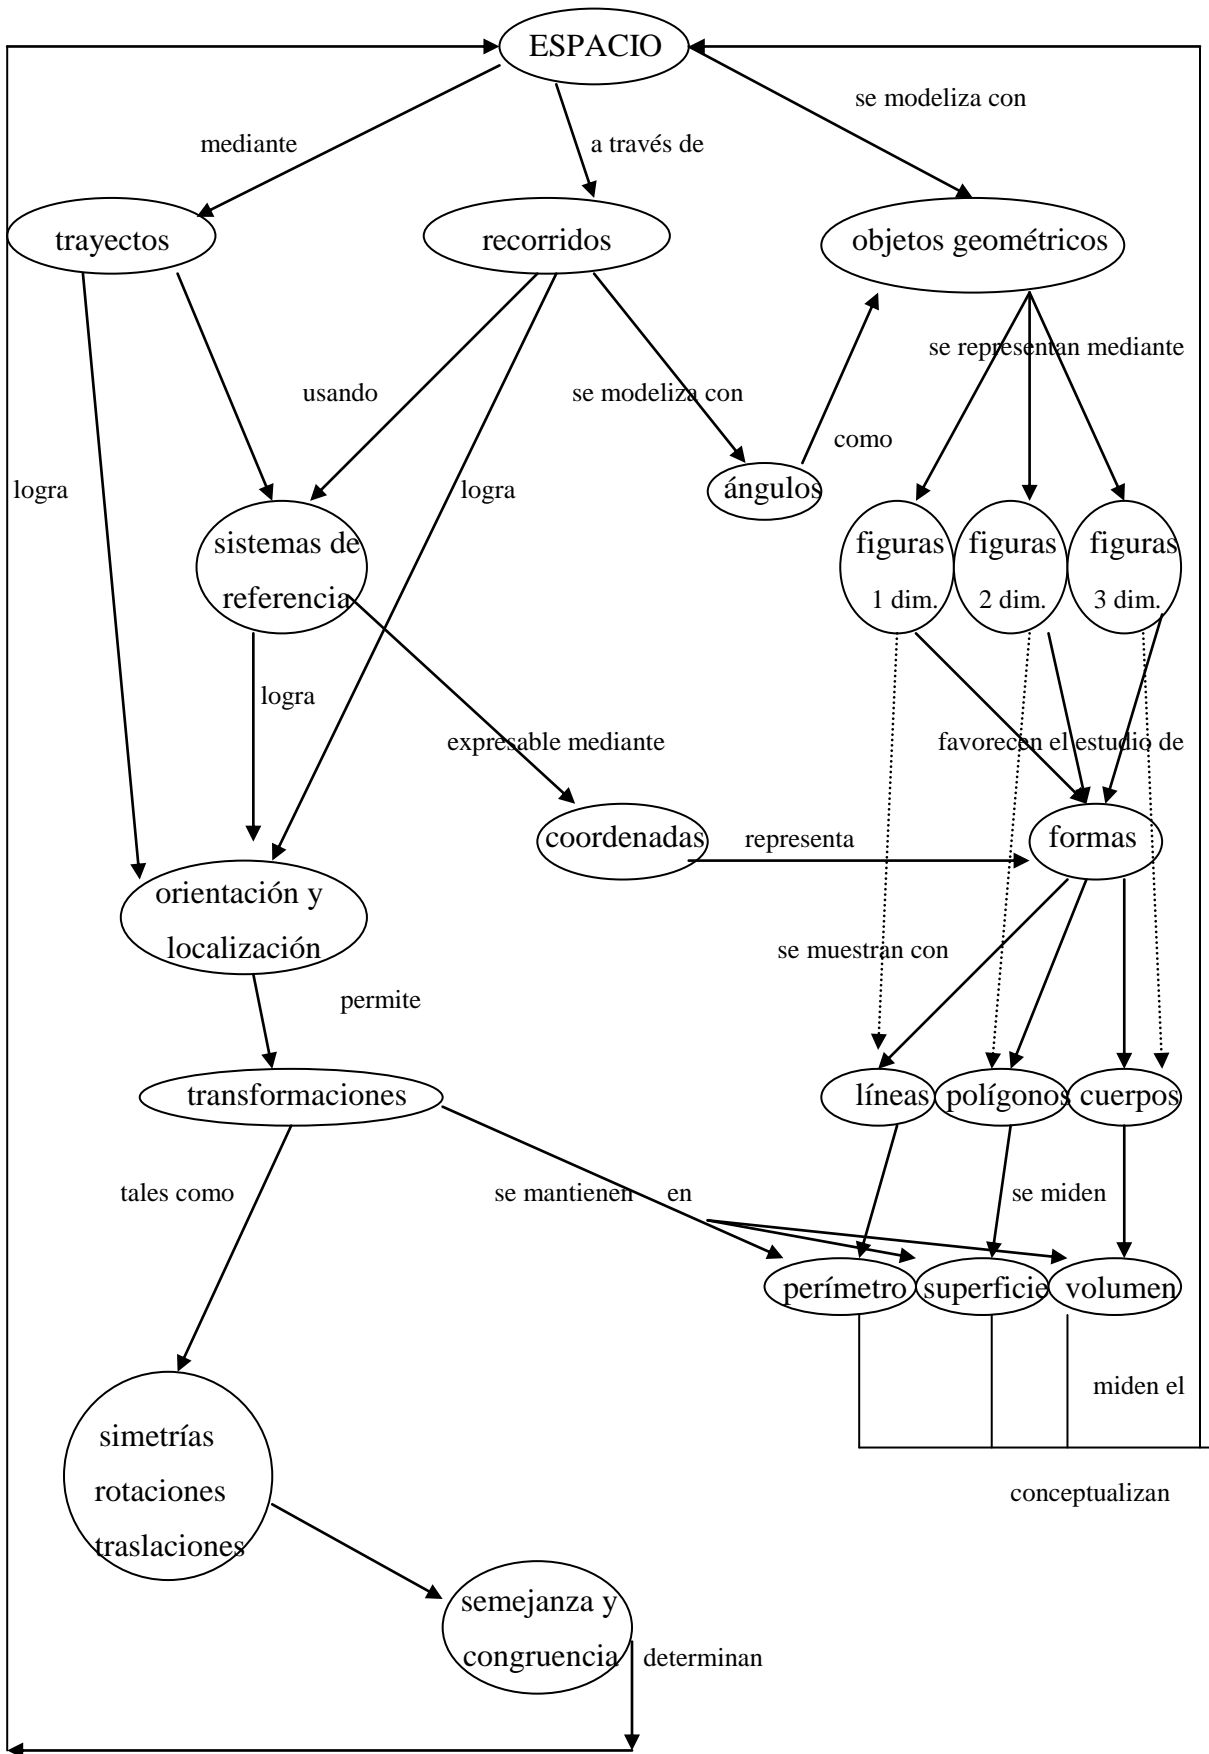 ESPACIO
se modeliza con
mediante
a través de
trayectos
recorridos
objetos geométricos
se representan mediante
usando
se modeliza con
como
logra
logra
ángulos
sistemas de
referencia
figuras
1 dim.
figuras
2 dim.
figuras
3 dim.
logra
expresable mediante
favorecen el estudio de
coordenadas
representa
formas
orientación y
localización
se muestran con
permite
transformaciones
líneas
polígonos
cuerpos
tales como
se mantienen en
se miden
perímetro
superficie
volumen
miden el
simetrías
rotaciones
traslaciones
conceptualizan
semejanza y
congruencia
determinan